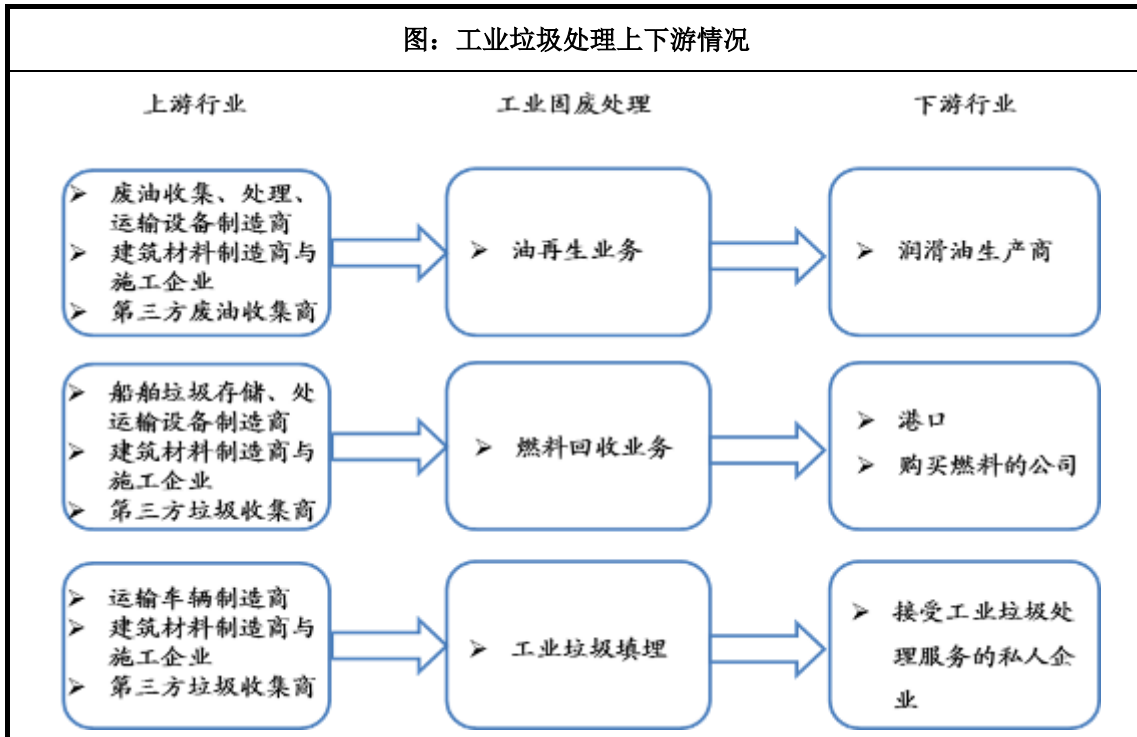 图：工业垃圾处理上下游情况
上游行业
工业固废处理
下游行业
➢ 废油收集、处理、
运输设备制造商
➢ 建筑材料制造商与
施工企业
➢ 第三方废油收集商
➢ 油再生业务
➢ 润滑油生产商
➢ 船舶垃圾存储、处
运输设备制造商
➢ 建筑材料制造商与
施工企业
➢ 第三方垃圾收集商
➢ 燃料回收业务
➢ 港口
➢ 购买燃料的公司
➢ 运输车辆制造商
➢ 建筑材料制造商与
施工企业
➢ 第三方垃圾收集商
➢ 工业垃圾填埋
➢ 接受工业垃圾处
理服务的私人企
业